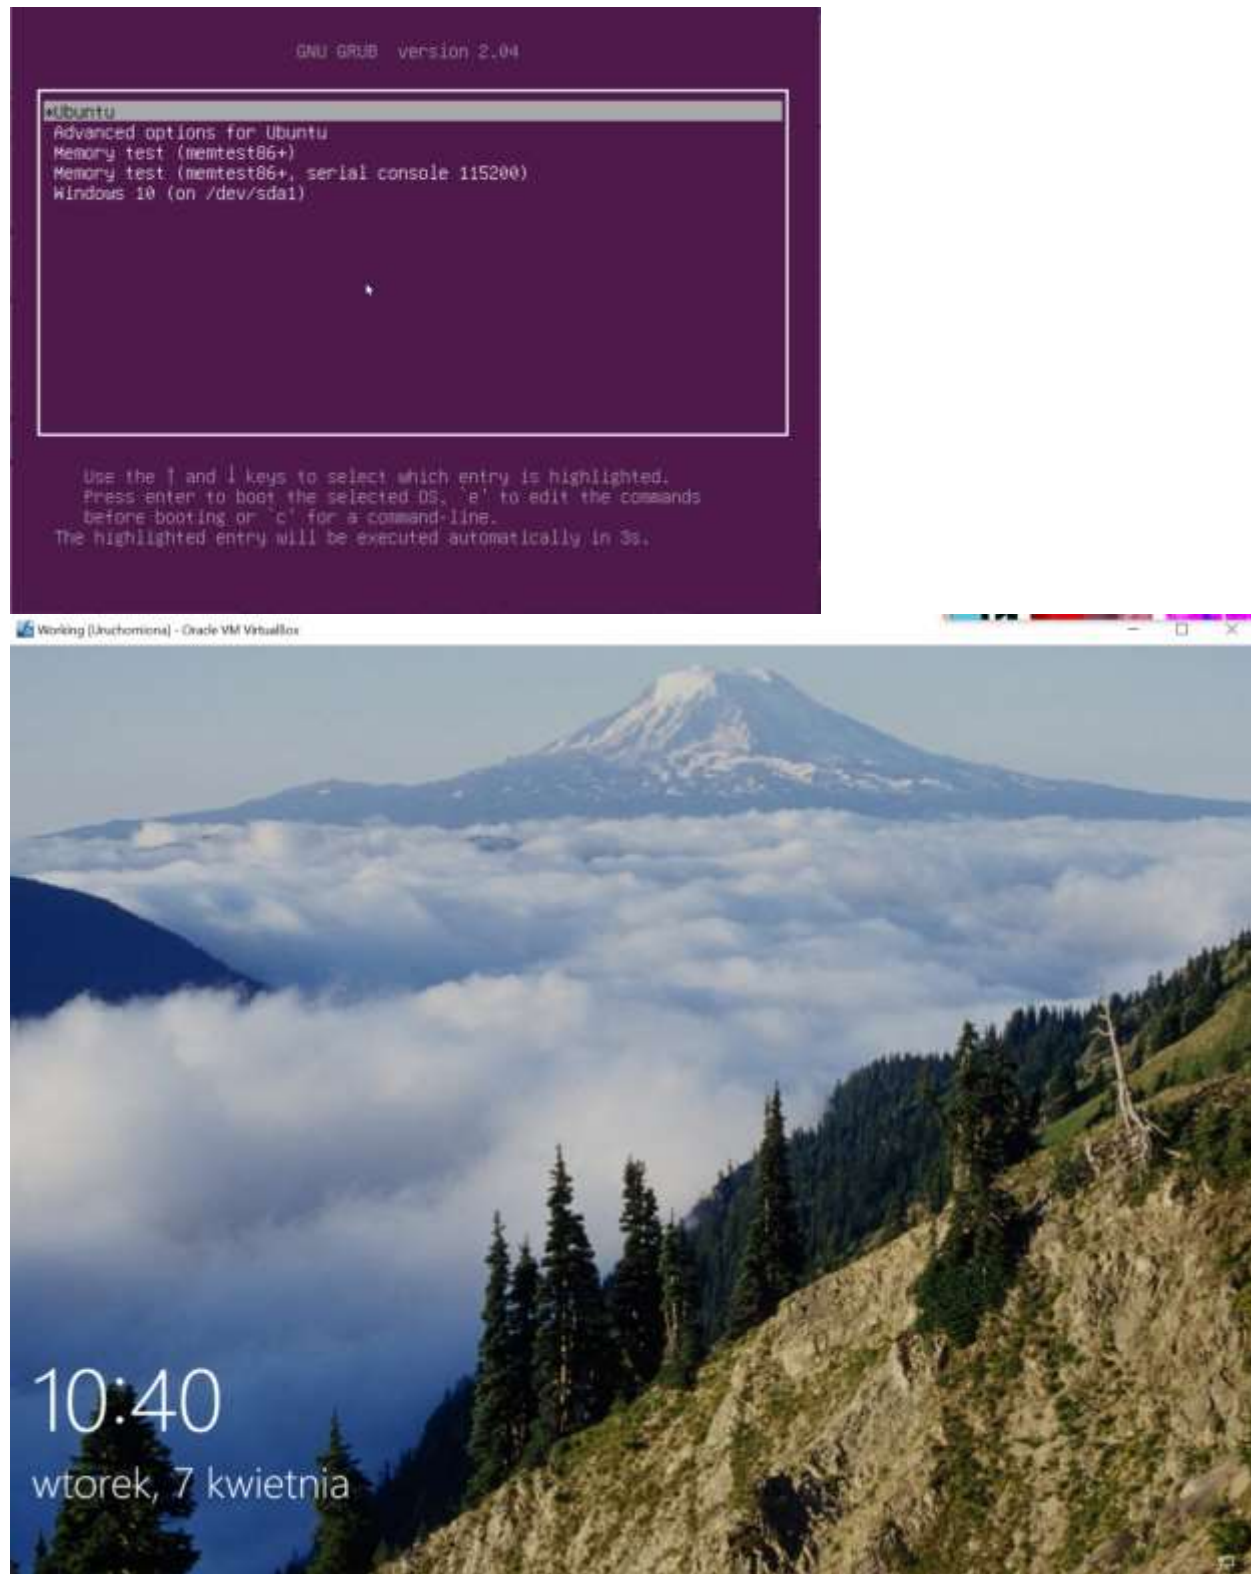 GNU GRUB version 2.04
*Ubuntu
Advanced options for Ubuntu
Memory test (memtest86+)
Memory test (memtest86+, serial console 115200)
Windows 10 (on /dev/sda1)
Use the ↑ and ↓ keys to select which entry is highlighted.
Press enter to boot the selected OS, `e' to edit the commands
before booting or `c' for a command-line.
The highlighted entry will be executed automatically in 3s.
Working [Uruchomiona] - Oracle VM VirtualBox
10:40
wtorek, 7 kwietnia